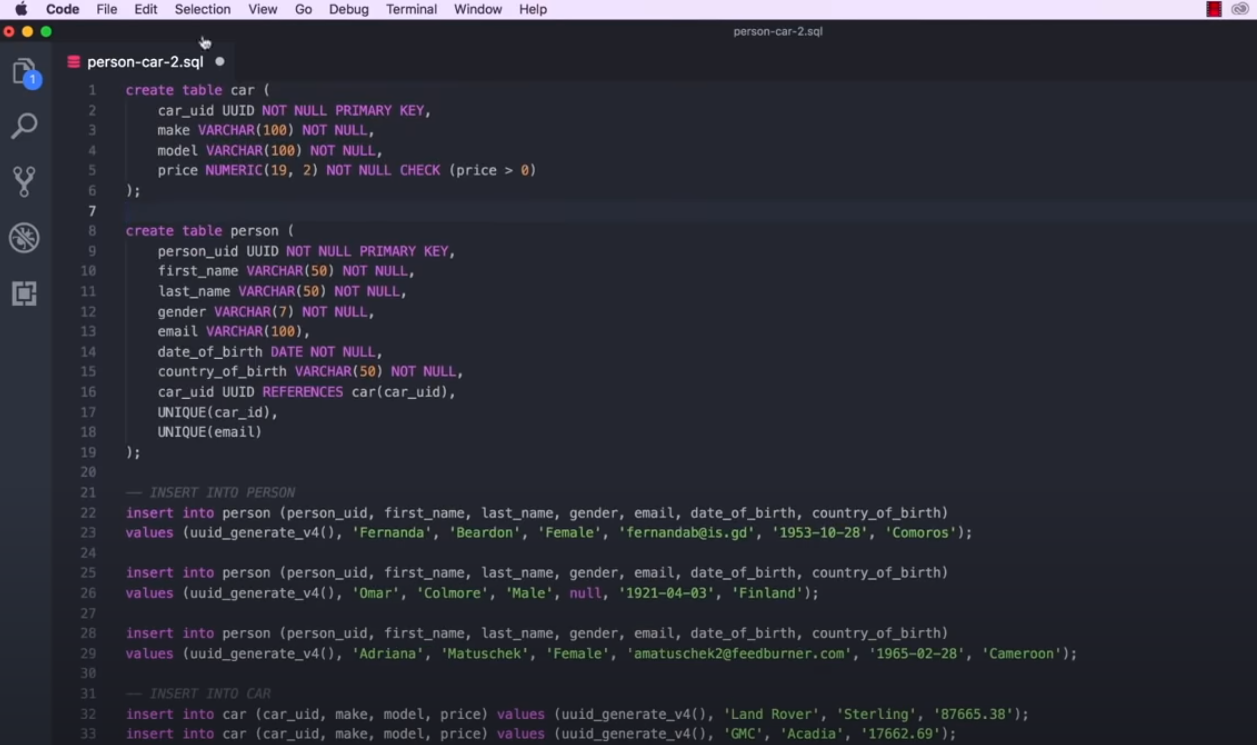 Code File Edit Selection View Go Debug Terminal Window Help
person-car-2.sql
person-car-2.sql
1
1 create table car (
2 car_uid UUID NOT NULL PRIMARY KEY,
3 make VARCHAR(100) NOT NULL,
4 model VARCHAR(100) NOT NULL,
5 price NUMERIC(19, 2) NOT NULL CHECK (price > 0)
6 );
7
8 create table person (
9 person_uid UUID NOT NULL PRIMARY KEY,
10 first_name VARCHAR(50) NOT NULL,
11 last_name VARCHAR(50) NOT NULL,
12 gender VARCHAR(7) NOT NULL,
13 email VARCHAR(100),
14 date_of_birth DATE NOT NULL,
15 country_of_birth VARCHAR(50) NOT NULL,
16 car_uid UUID REFERENCES car(car_uid),
17 UNIQUE(car_id),
18 UNIQUE(email)
19 );
20
21 -- INSERT INTO PERSON
22 insert into person (person_uid, first_name, last_name, gender, email, date_of_birth, country_of_birth)
23 values (uuid_generate_v4(), 'Fernanda', 'Beardon', 'Female', 'fernandab@is.gd', '1953-10-28', 'Comoros');
24
25 insert into person (person_uid, first_name, last_name, gender, email, date_of_birth, country_of_birth)
26 values (uuid_generate_v4(), 'Omar', 'Colmore', 'Male', null, '1921-04-03', 'Finland');
27
28 insert into person (person_uid, first_name, last_name, gender, email, date_of_birth, country_of_birth)
29 values (uuid_generate_v4(), 'Adriana', 'Matuschek', 'Female', 'amatuschek2@feedburner.com', '1965-02-28', 'Cameroon');
30
31 -- INSERT INTO CAR
32 insert into car (car_uid, make, model, price) values (uuid_generate_v4(), 'Land Rover', 'Sterling', '87665.38');
33 insert into car (car_uid, make, model, price) values (uuid_generate_v4(), 'GMC', 'Acadia', '17662.69');